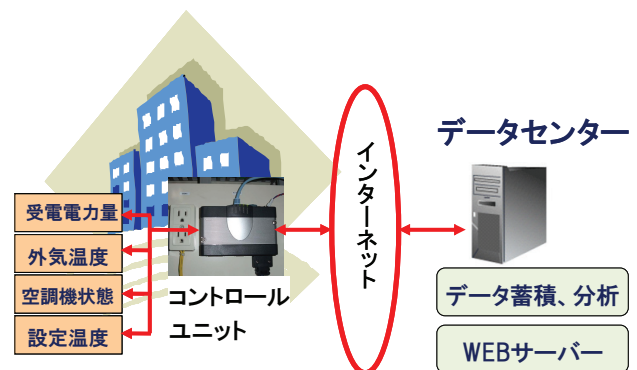 受電電力量
外気温度
空調機状態
設定温度
コントロール
ユニット
インターネット
データセンター
データ蓄積、分析
WEBサーバー